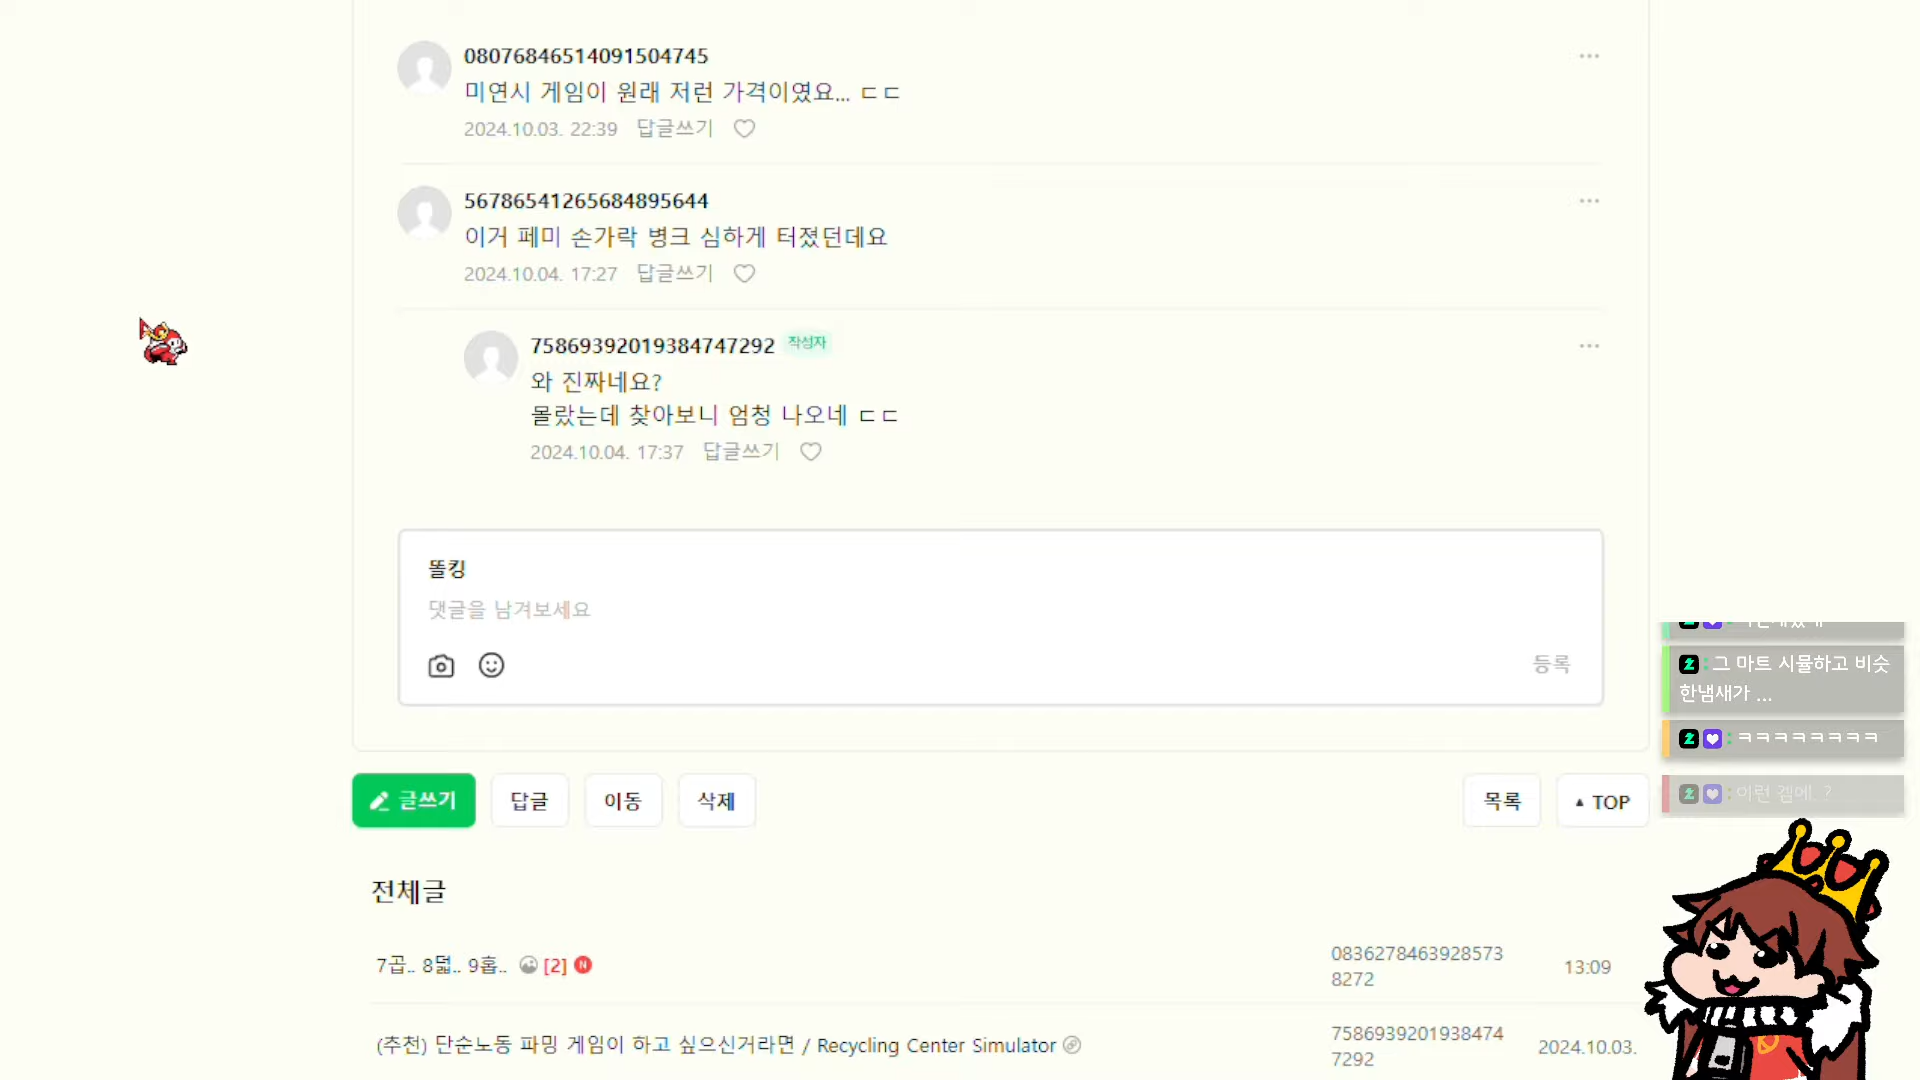 08076846514091504745
미연시 게임이 원래 저런 가격이였요... ㄷㄷ
2024.10.03. 22:39 답글쓰기
56786541265684895644
이거 페미 손가락 병크 심하게 터졌던데요
2024.10.04. 17:27 답글쓰기
75869392019384747292 작성자
와 진짜네요?
몰랐는데 찾아보니 엄청 나오네 ㄷㄷ
2024.10.04. 17:37 답글쓰기
똘킹
댓글을 남겨보세요
등록
그 마트 시뮬하고 비슷
한냄새가 ...
: ㅋㅋㅋㅋㅋㅋㅋㅋ
: 이런 겜에. ?
글쓰기 답글 이동 삭제 목록 TOP
전체글
7곱.. 8덟.. 9홉.. [2] N
0836278463928573
8272
13:09
(추천) 단순노동 파밍 게임이 하고 싶으신거라면 / Recycling Center Simulator
7586939201938474
7292
2024.10.03.